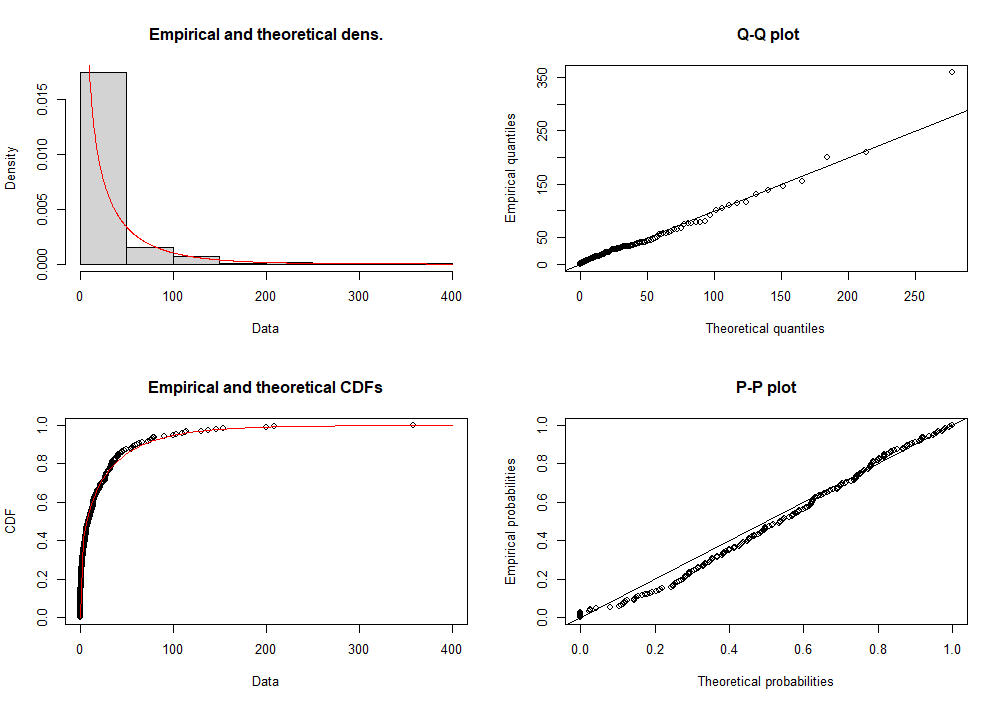 Empirical and theoretical dens.
Density
0.000 0.005 0.010 0.015
0 100 200 300 400
Data
Q-Q plot
Empirical quantiles
0 50 150 250 350
0 50 100 150 200 250
Theoretical quantiles
Empirical and theoretical CDFs
CDF
0.0 0.2 0.4 0.6 0.8 1.0
0 100 200 300 400
Data
P-P plot
Empirical probabilities
0.0 0.2 0.4 0.6 0.8 1.0
0.0 0.2 0.4 0.6 0.8 1.0
Theoretical probabilities